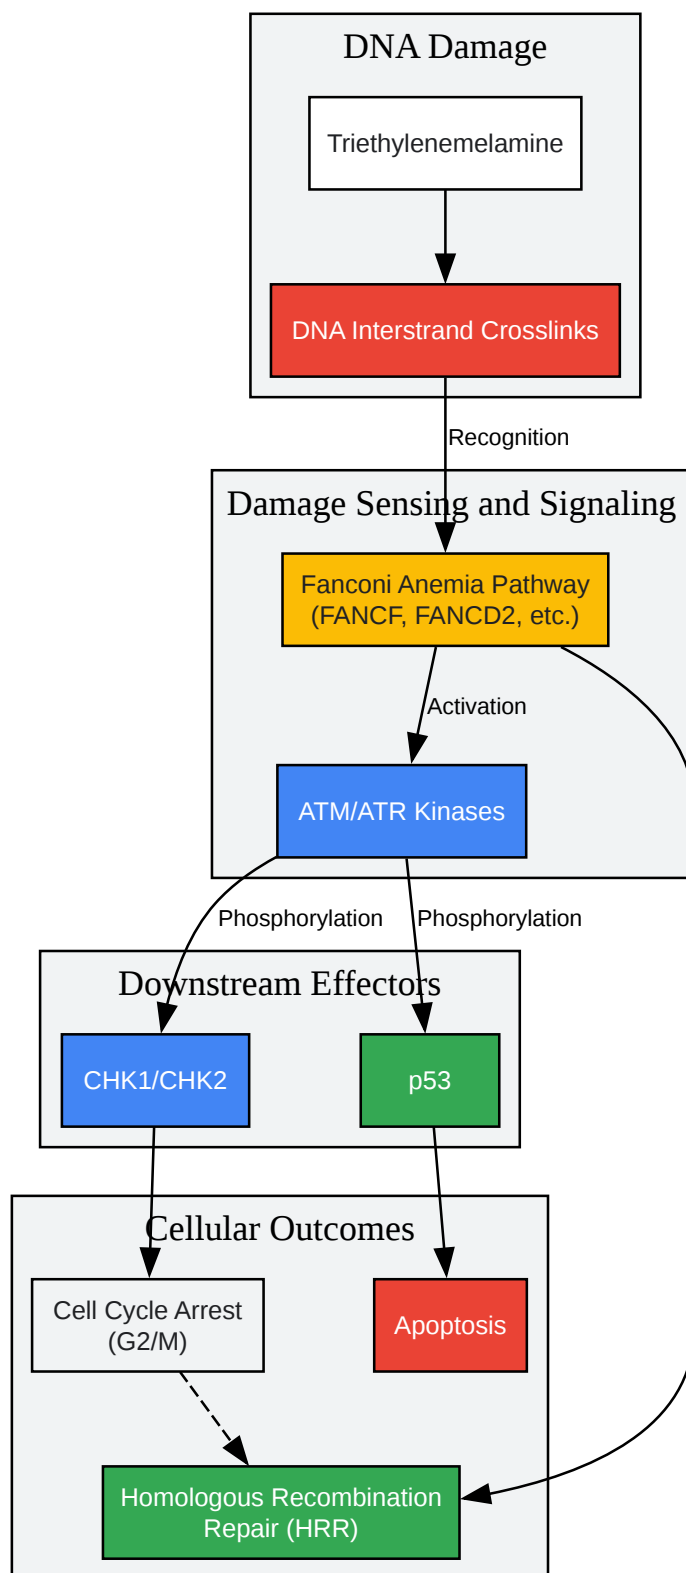 DNA Damage
Triethylenemelamine
DNA Interstrand Crosslinks
Recognition
Damage Sensing and Signaling
Fanconi Anemia Pathway
(FANCF, FANCD2, etc.)
Activation
ATM/ATR Kinases
Phosphorylation
Phosphorylation
Downstream Effectors
CHK1/CHK2
p53
Cellular Outcomes
Cell Cycle Arrest
(G2/M)
Apoptosis
Homologous Recombination
Repair (HRR)